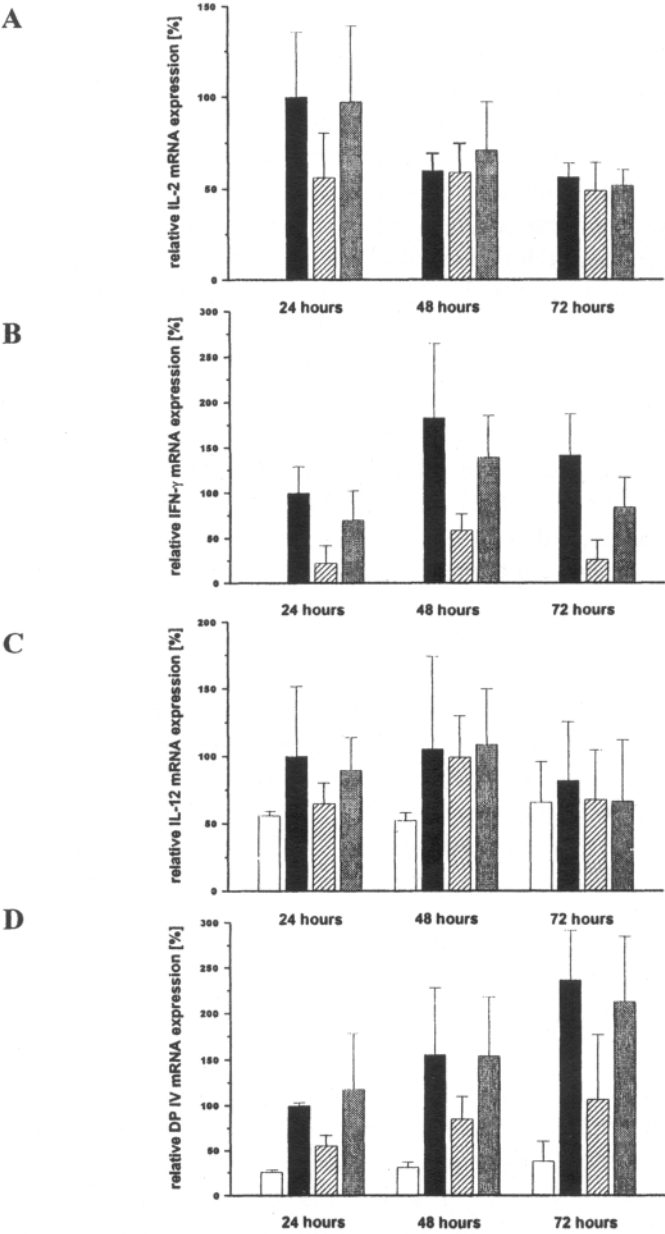 A
relative IL-2 mRNA expression [%]
150
100
50
0
24 hours
48 hours
72 hours
B
relative IFN-γ mRNA expression [%]
300
250
200
150
100
50
0
24 hours
48 hours
72 hours
C
relative IL-12 mRNA expression [%]
200
150
100
50
0
24 hours
48 hours
72 hours
D
relative DP IV mRNA expression [%]
300
250
200
150
100
50
0
24 hours
48 hours
72 hours